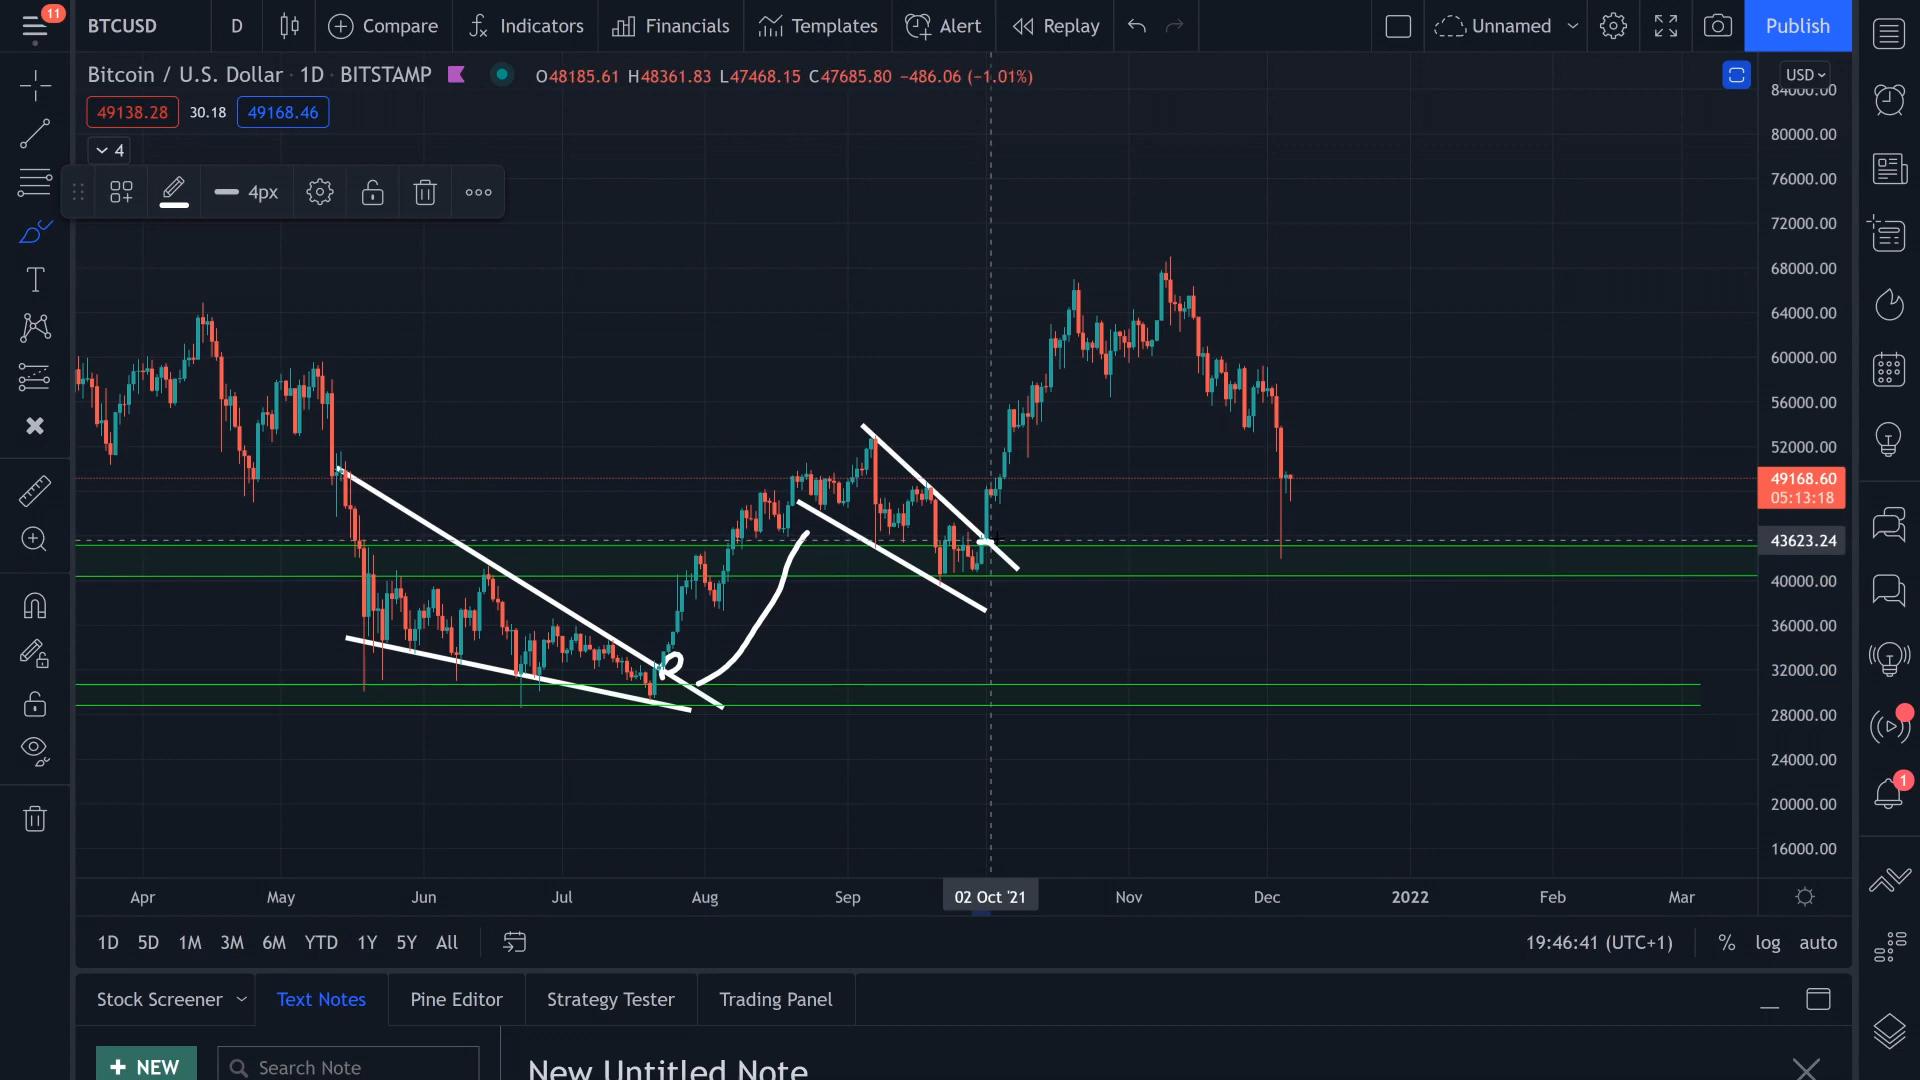 11
BTCUSD D Compare Indicators Financials Templates Alert Replay Unnamed Publish
Bitcoin / U.S. Dollar · 1D · BITSTAMP O48185.61 H48361.83 L47468.15 C47685.80 −486.06 (−1.01%)
USD
49138.28 30.18 49168.46
4
4px
84000.00
80000.00
76000.00
72000.00
68000.00
64000.00
60000.00
56000.00
52000.00
49168.60
05:13:18
43623.24
40000.00
36000.00
32000.00
28000.00
24000.00
20000.00
16000.00
1
Apr May Jun Jul Aug Sep 02 Oct '21 Nov Dec 2022 Feb Mar
1D 5D 1M 3M 6M YTD 1Y 5Y All 19:46:41 (UTC+1) % log auto
Stock Screener Text Notes Pine Editor Strategy Tester Trading Panel
+ NEW Search Note New Untitled Note